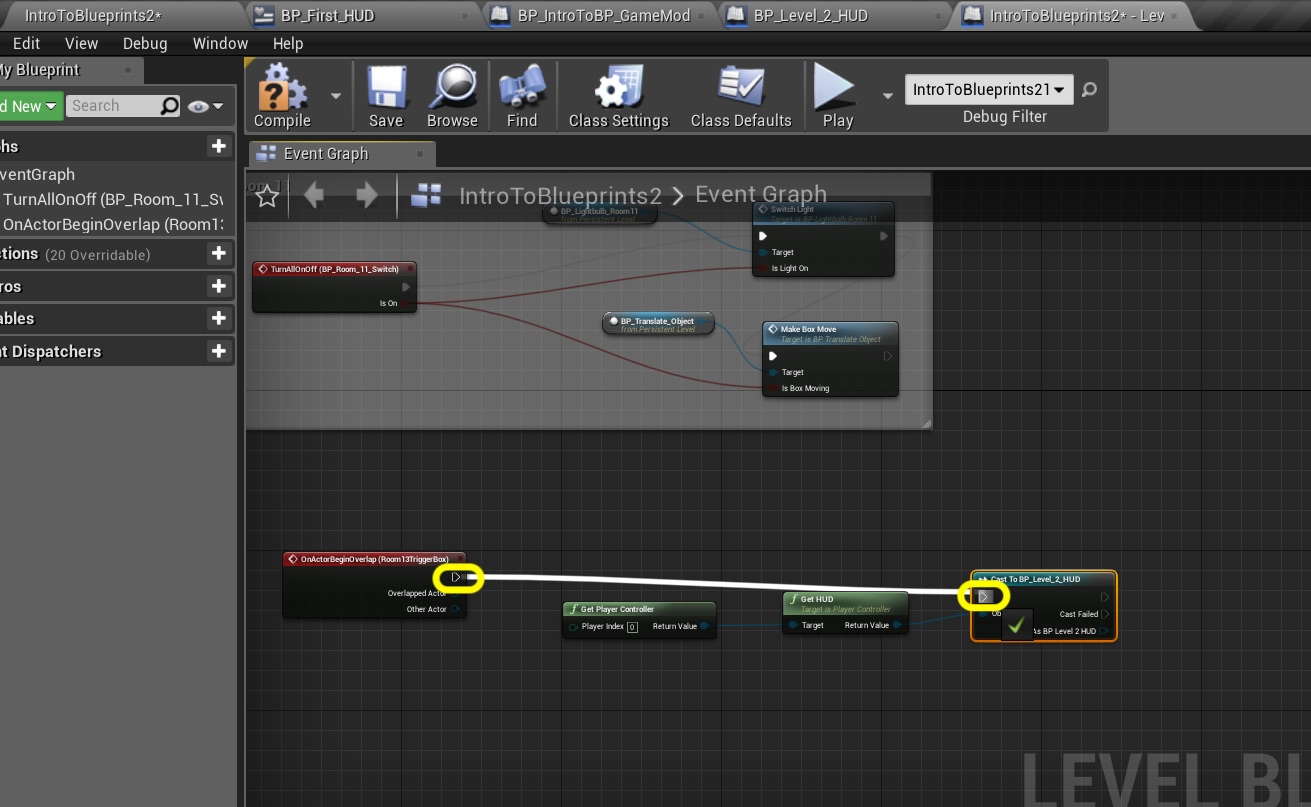 IntroToBlueprints2*
BP_First_HUD
BP_IntroToBP_GameMod
BP_Level_2_HUD
IntroToBlueprints2* - Lev
Edit View Debug Window Help
My Blueprint
d New
Search
Compile
Save
Browse
Find
Class Settings
Class Defaults
Play
IntroToBlueprints21
Debug Filter
hs
ventGraph
TurnAllOnOff (BP_Room_11_Sw
OnActorBeginOverlap (Room13
ctions (20 Overridable)
ros
ables
nt Dispatchers
Event Graph
IntroToBlueprints2 > Event Graph
BP_Lightbulb_Room11
from Persistent Level
Switch Light
Target is BP Lightbulb Room 11
Target
Is Light On
TurnAllOnOff (BP_Room_11_Switch)
Is On
BP_Translate_Object
from Persistent Level
Make Box Move
Target is BP Translate Object
Target
Is Box Moving
OnActorBeginOverlap (Room13TriggerBox)
Overlapped Actor
Other Actor
Get Player Controller
Player Index 0
Return Value
Get HUD
Target is Player Controller
Target
Return Value
Cast To BP_Level_2_HUD
Ob
Cast Failed
As BP Level 2 HUD
LEVEL BL